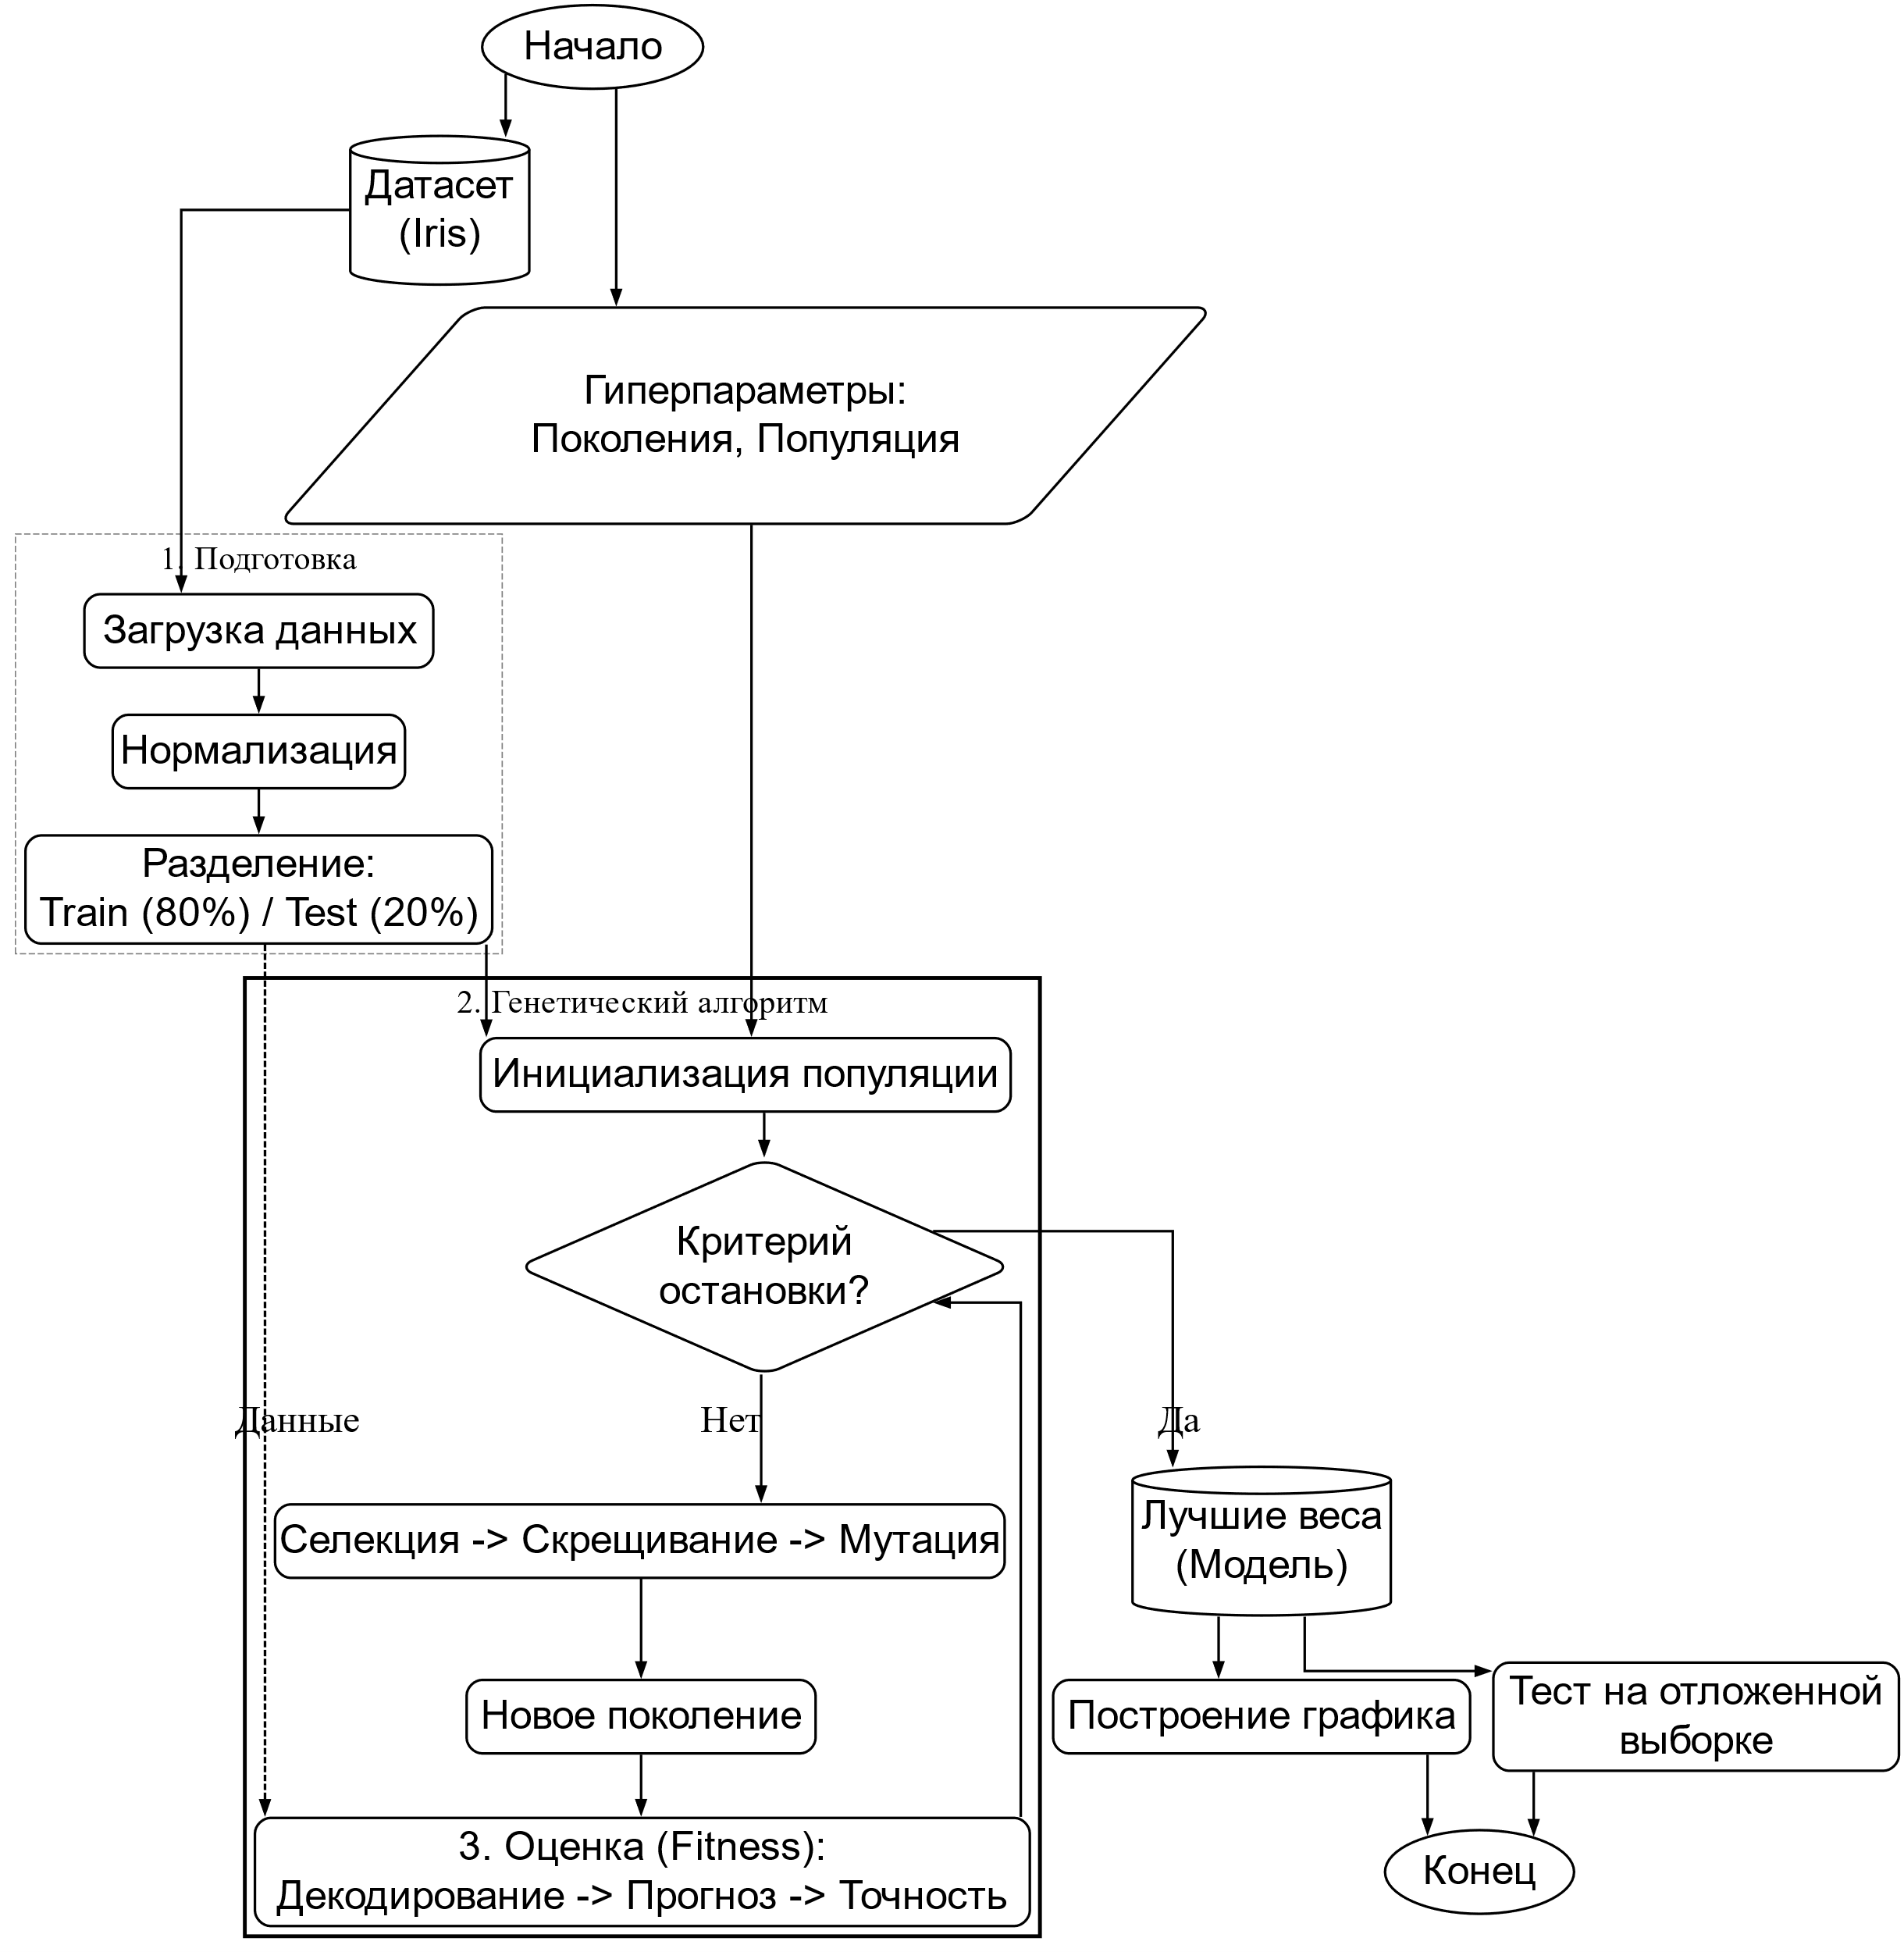 Начало
Датасет
(Iris)
Гиперпараметры:
Поколения, Популяция
1. Подготовка
Загрузка данных
Нормализация
Разделение:
Train (80%) / Test (20%)
2. Генетический алгоритм
Инициализация популяции
Критерий
остановки?
Данные
Нет
Да
Лучшие веса
(Модель)
Селекция -> Скрещивание -> Мутация
Новое поколение
Построение графика
Тест на отложенной
выборке
3. Оценка (Fitness):
Декодирование -> Прогноз -> Точность
Конец